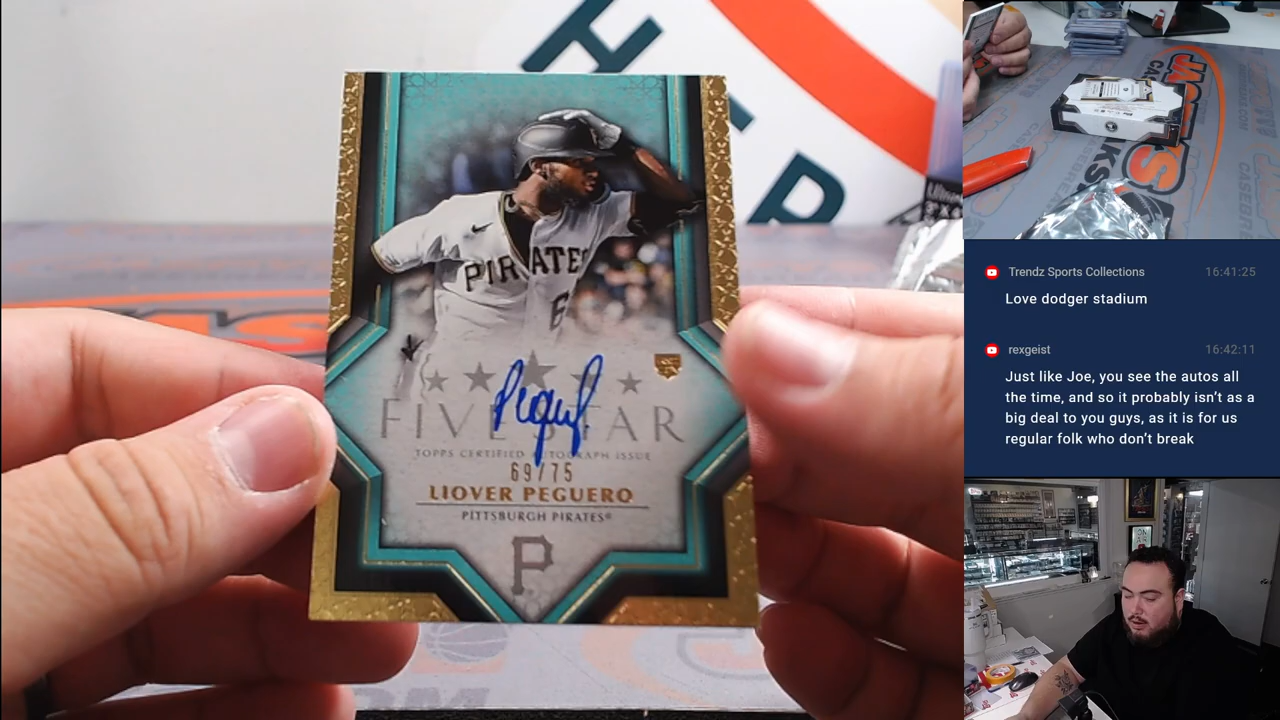 PIRATES
6
FIVE STAR
Peguero
TOPPS CERTIFIED AUTOGRAPH ISSUE
69/75
LIOVER PEGUERO
PITTSBURGH PIRATES®
P
Trendz Sports Collections 16:41:25
Love dodger stadium
rexgeist 16:42:11
Just like Joe, you see the autos all
the time, and so it probably isn't as a
big deal to you guys, as it is for us
regular folk who don't break